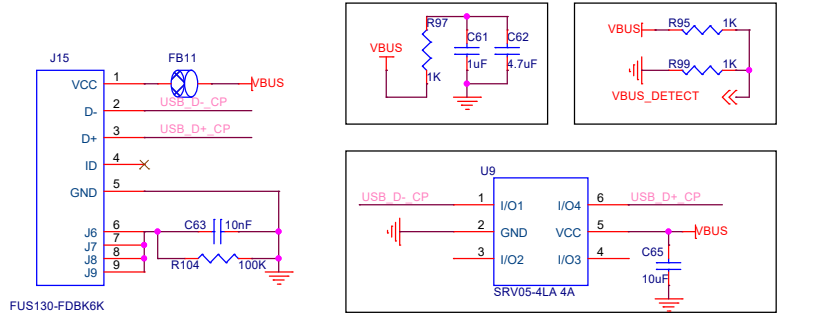 J15
VCC 1
FB11
VBUS
D- 2 USB_D-_CP
D+ 3 USB_D+_CP
ID 4
GND 5
J6 6
J7 7
J8 8
J9 9
C63 10nF
R104 100K
FUS130-FDBK6K
VBUS
R97
1K
C61
1uF
C62
4.7uF
VBUS R95 1K
R99 1K
VBUS_DETECT
U9
USB_D-_CP 1 I/O1 I/O4 6 USB_D+_CP
2 GND VCC 5 VBUS
3 I/O2 I/O3 4
C65
10uF
SRV05-4LA 4A